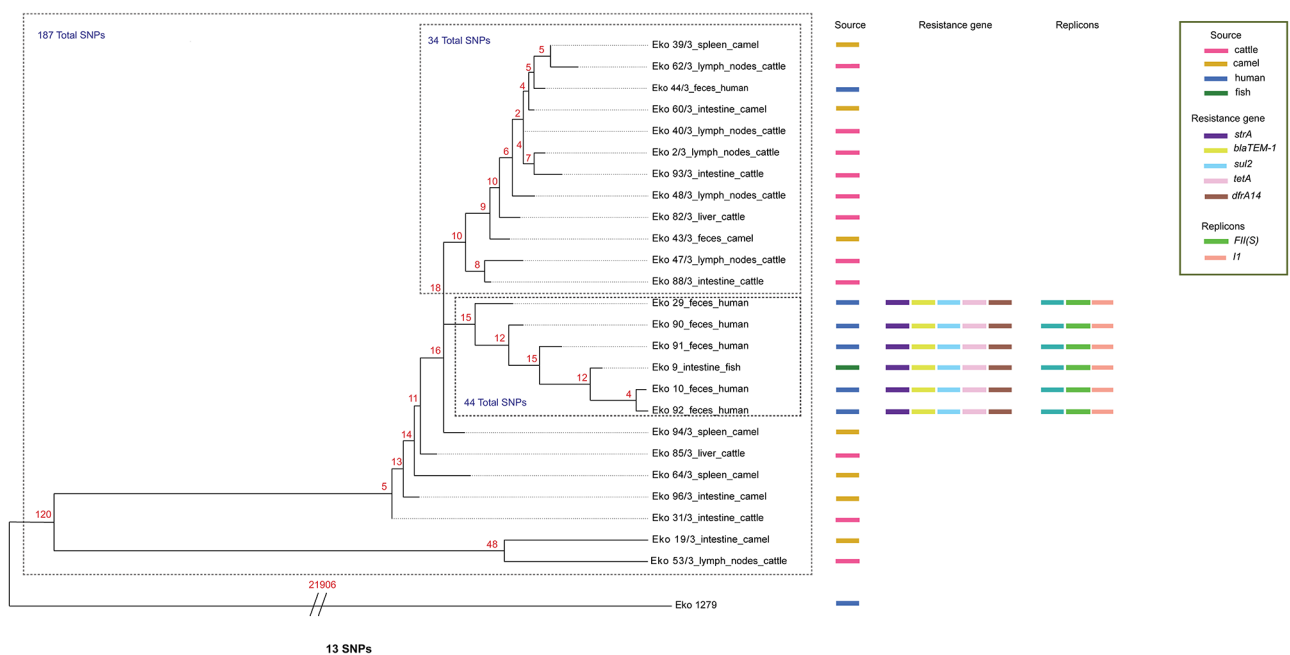 187 Total SNPs
34 Total SNPs
Source
Resistance gene
Replicons
5
Eko 39/3_spleen_camel
5
Eko 62/3_lymph_nodes_cattle
4
Eko 44/3_feces_human
2
Eko 60/3_intestine_camel
Eko 40/3_lymph_nodes_cattle
4
6
Eko 2/3_lymph_nodes_cattle
7
Eko 93/3_intestine_cattle
10
Eko 48/3_lymph_nodes_cattle
9
Eko 82/3_liver_cattle
10
Eko 43/3_feces_camel
8
Eko 47/3_lymph_nodes_cattle
Eko 88/3_intestine_cattle
18
Eko 29_feces_human
15
Eko 90_feces_human
12
Eko 91_feces_human
16
15
Eko 9_intestine_fish
12
Eko 10_feces_human
4
44 Total SNPs
Eko 92_feces_human
11
Eko 94/3_spleen_camel
14
Eko 85/3_liver_cattle
13
Eko 64/3_spleen_camel
5
Eko 96/3_intestine_camel
120
Eko 31/3_intestine_cattle
48
Eko 19/3_intestine_camel
Eko 53/3_lymph_nodes_cattle
21906
Eko 1279
13 SNPs
Source
cattle
camel
human
fish
Resistance gene
strA
blaTEM-1
sul2
tetA
dfrA14
Replicons
FII(S)
I1